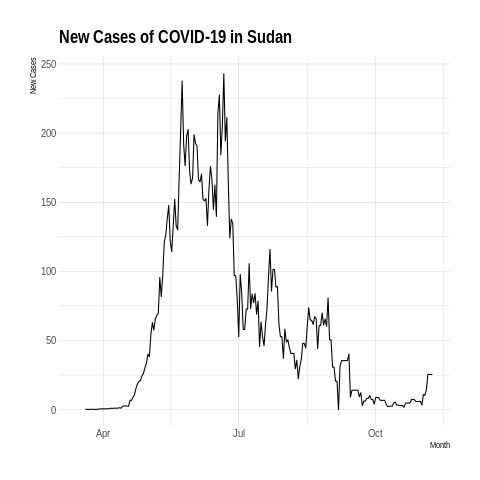 New Cases of COVID-19 in Sudan
New Cases
250
200
150
100
50
0
Apr
Jul
Oct
Month